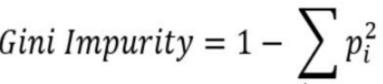 Gini Impurity = 1 − ∑ p_i^2